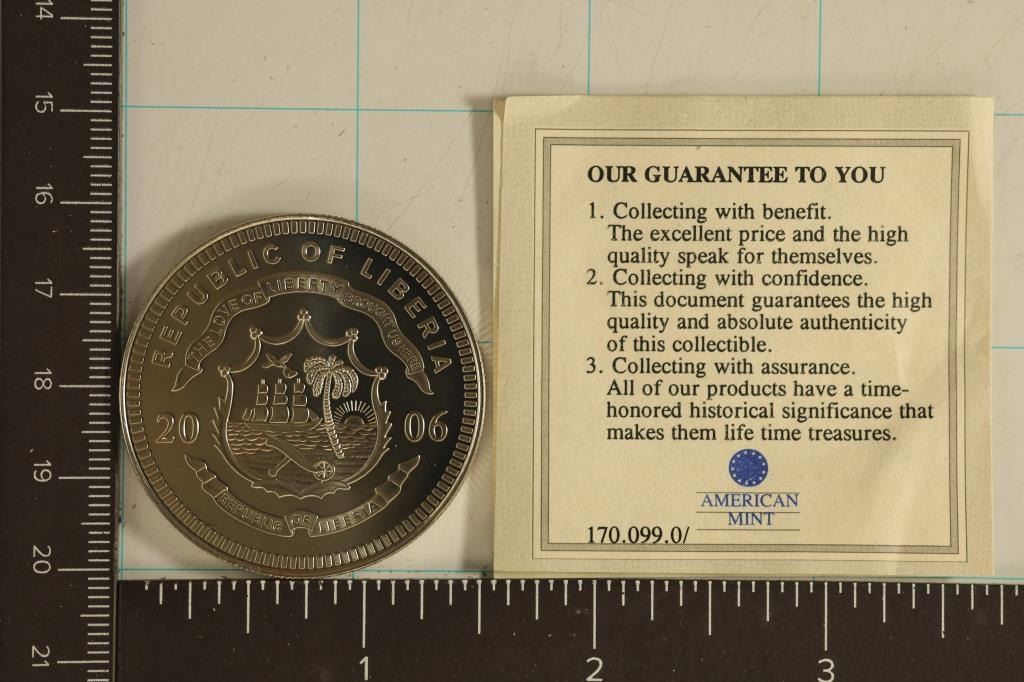 REPUBLIC OF LIBERIA
THE LOVE OF LIBERTY BROUGHT US HERE
20 06
REPUBLIC OF LIBERIA
OUR GUARANTEE TO YOU
1. Collecting with benefit.
The excellent price and the high
quality speak for themselves.
2. Collecting with confidence.
This document guarantees the high
quality and absolute authenticity
of this collectible.
3. Collecting with assurance.
All of our products have a time-
honored historical significance that
makes them life time treasures.
AMERICAN
MINT
170.099.0/
14
15
16
17
18
19
20
21
1 2 3